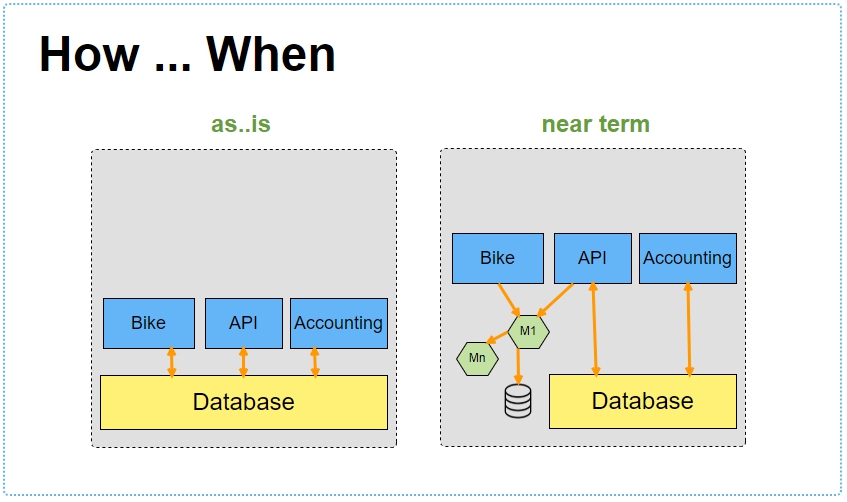 How ... When
as..is
near term
Bike
API
Accounting
Database
Bike
API
Accounting
M1
Mn
Database